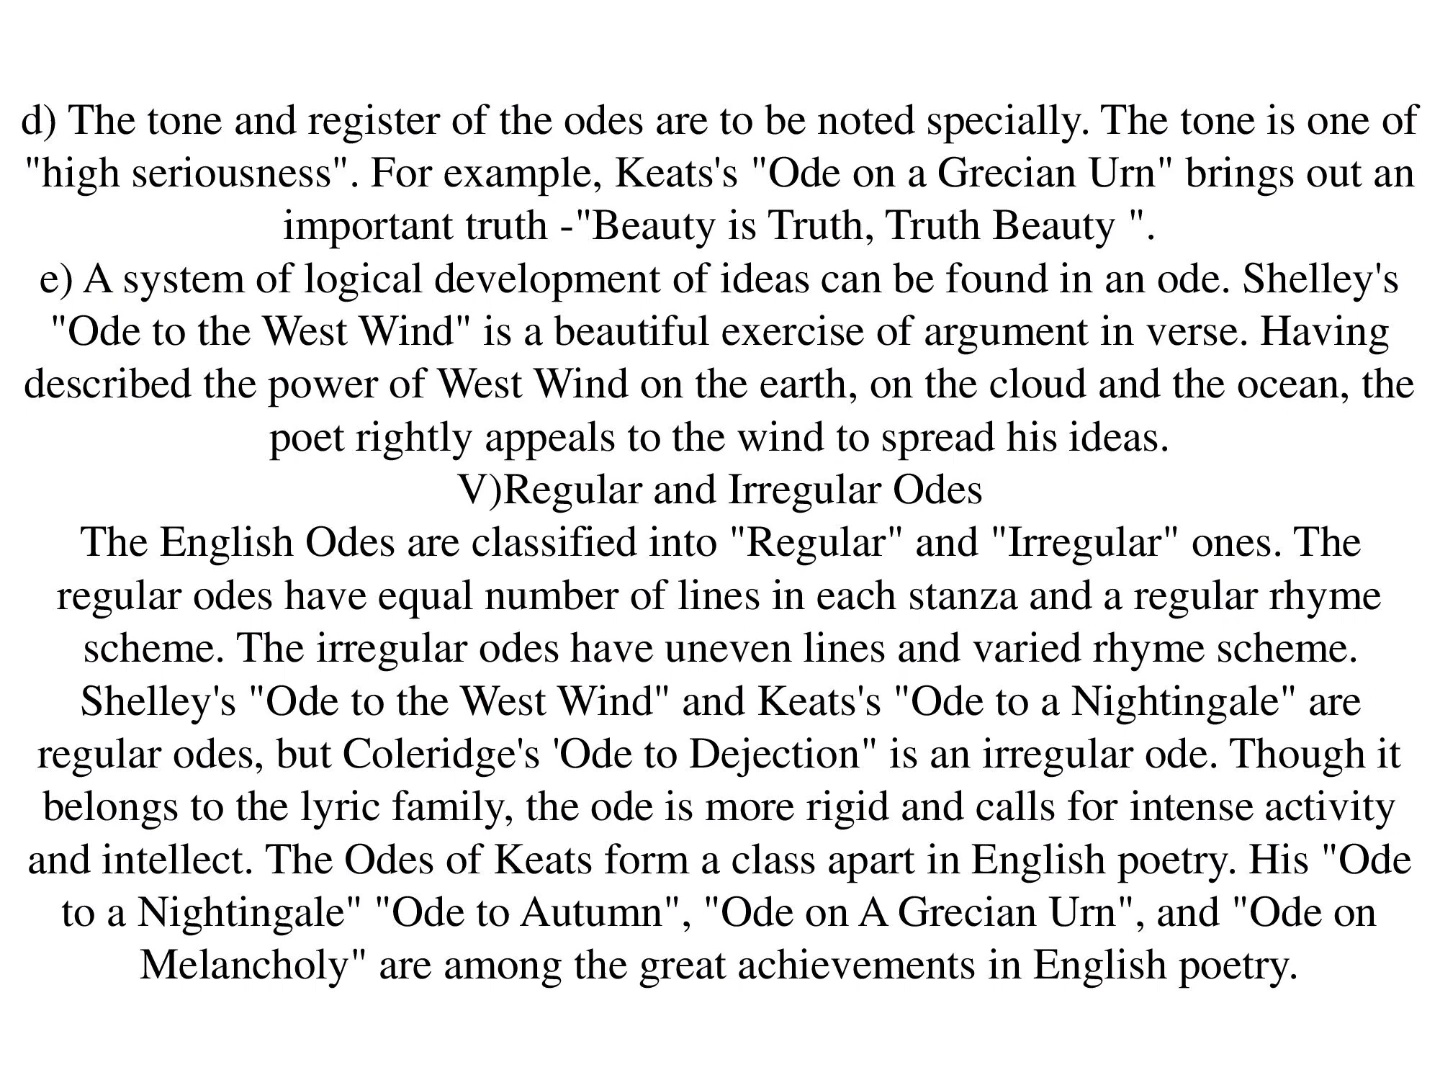 d) The tone and register of the odes are to be noted specially. The tone is one of
"high seriousness". For example, Keats's "Ode on a Grecian Urn" brings out an
important truth -"Beauty is Truth, Truth Beauty ".
e) A system of logical development of ideas can be found in an ode. Shelley's
"Ode to the West Wind" is a beautiful exercise of argument in verse. Having
described the power of West Wind on the earth, on the cloud and the ocean, the
poet rightly appeals to the wind to spread his ideas.
V)Regular and Irregular Odes
The English Odes are classified into "Regular" and "Irregular" ones. The
regular odes have equal number of lines in each stanza and a regular rhyme
scheme. The irregular odes have uneven lines and varied rhyme scheme.
Shelley's "Ode to the West Wind" and Keats's "Ode to a Nightingale" are
regular odes, but Coleridge's 'Ode to Dejection" is an irregular ode. Though it
belongs to the lyric family, the ode is more rigid and calls for intense activity
and intellect. The Odes of Keats form a class apart in English poetry. His "Ode
to a Nightingale" "Ode to Autumn", "Ode on A Grecian Urn", and "Ode on
Melancholy" are among the great achievements in English poetry.